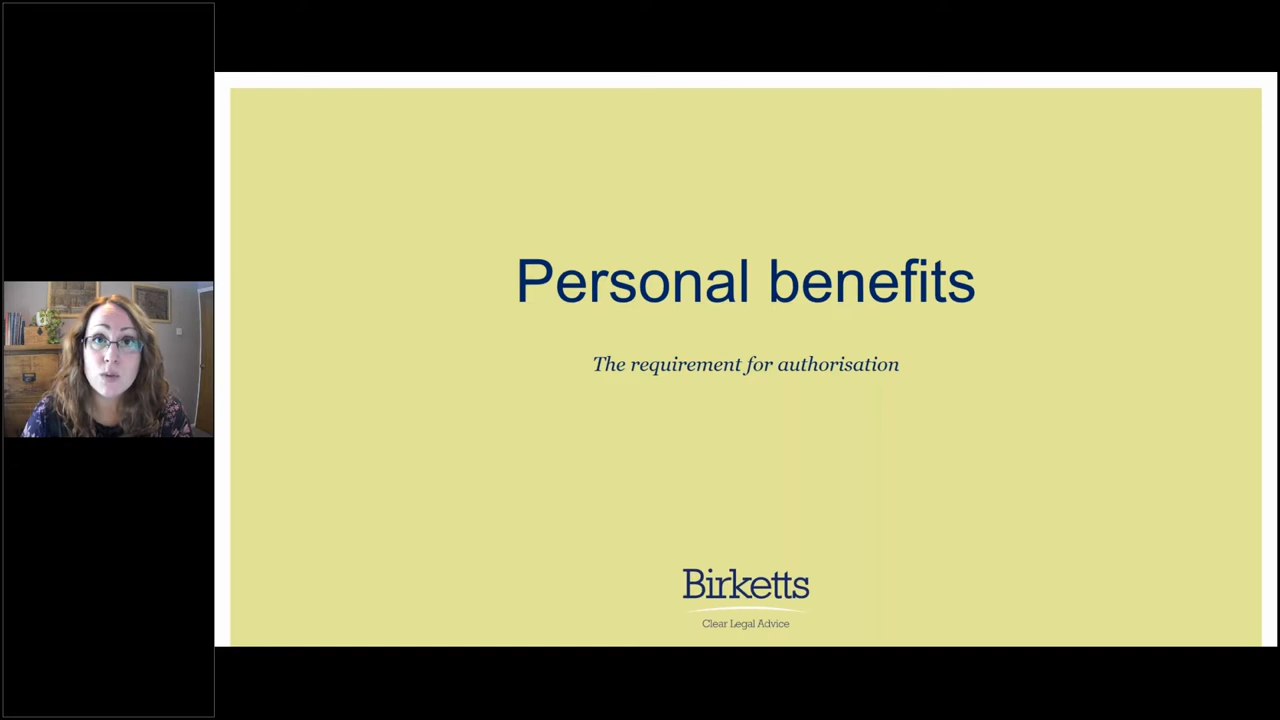 Personal benefits
The requirement for authorisation
Birketts
Clear Legal Advice